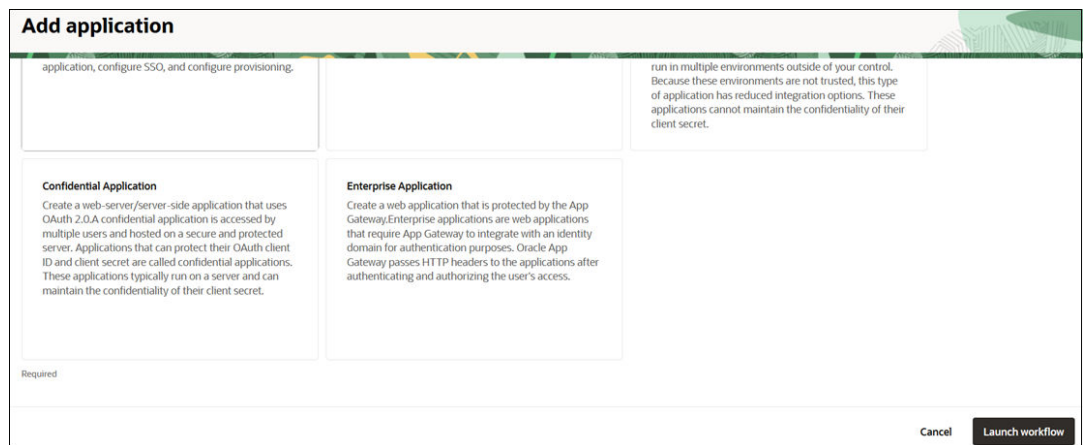 Add application
application, configure SSO, and configure provisioning.
run in multiple environments outside of your control.
Because these environments are not trusted, this type
of application has reduced integration options. These
applications cannot maintain the confidentiality of their
client secret.
Confidential Application
Create a web-server/server-side application that uses
OAuth 2.0.A confidential application is accessed by
multiple users and hosted on a secure and protected
server. Applications that can protect their OAuth client
ID and client secret are called confidential applications.
These applications typically run on a server and can
maintain the confidentiality of their client secret.
Enterprise Application
Create a web application that is protected by the App
Gateway.Enterprise applications are web applications
that require App Gateway to integrate with an identity
domain for authentication purposes. Oracle App
Gateway passes HTTP headers to the applications after
authenticating and authorizing the user's access.
Required
Cancel
Launch workflow